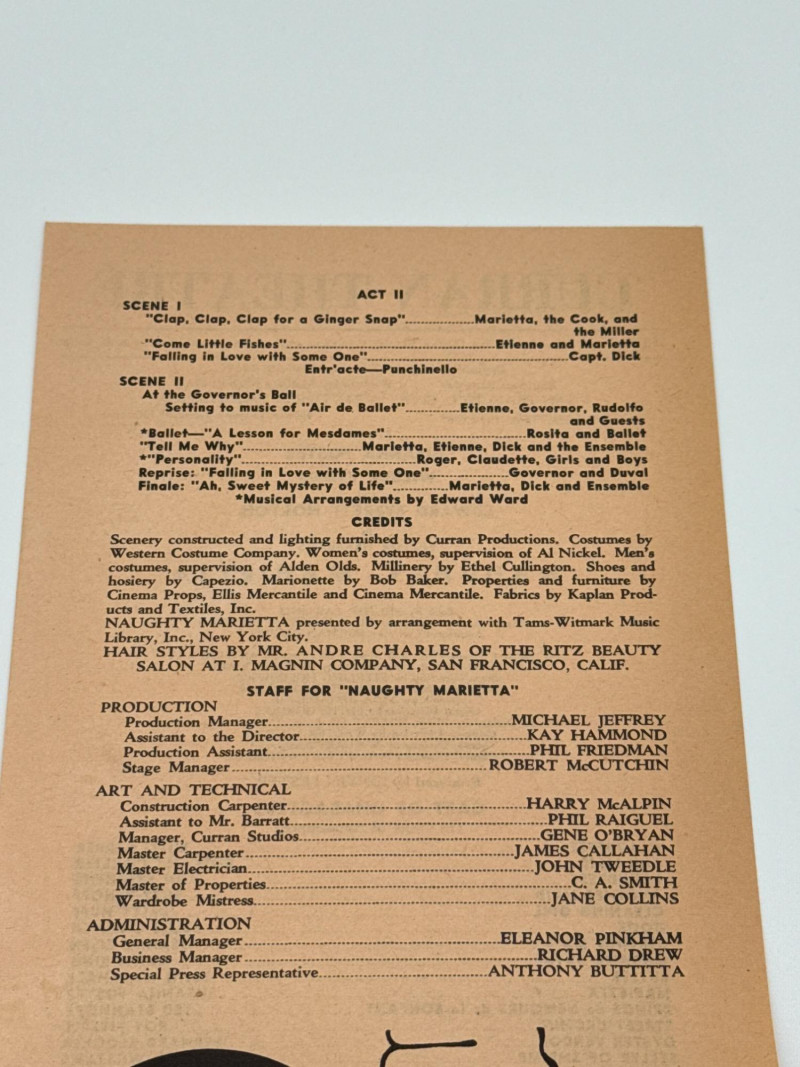 ACT II
SCENE I
"Clap, Clap, Clap for a Ginger Snap"................Marietta, the Cook, and
the Miller
"Come Little Fishes"................Etienne and Marietta
"Falling in Love with Some One"................Capt. Dick
Entr'acte—Punchinello
SCENE II
At the Governor's Ball
Setting to music of "Air de Ballet"............Etienne, Governor, Rudolfo
and Guests
*Ballet—"A Lesson for Mesdames"................Rosita and Ballet
"Tell Me Why"................Marietta, Etienne, Dick and the Ensemble
*"Personality"................Roger, Claudette, Girls and Boys
Reprise: "Falling in Love with Some One"................Governor and Duval
Finale: "Ah, Sweet Mystery of Life"............Marietta, Dick and Ensemble
*Musical Arrangements by Edward Ward
CREDITS
Scenery constructed and lighting furnished by Curran Productions. Costumes by
Western Costume Company. Women's costumes, supervision of Al Nickel. Men's
costumes, supervision of Alden Olds. Millinery by Ethel Cullington. Shoes and
hosiery by Capezio. Marionette by Bob Baker. Properties and furniture by
Cinema Props, Ellis Mercantile and Cinema Mercantile. Fabrics by Kaplan Prod-
ucts and Textiles, Inc.
NAUGHTY MARIETTA presented by arrangement with Tams-Witmark Music
Library, Inc., New York City.
HAIR STYLES BY MR. ANDRE CHARLES OF THE RITZ BEAUTY
SALON AT I. MAGNIN COMPANY, SAN FRANCISCO, CALIF.
STAFF FOR "NAUGHTY MARIETTA"
PRODUCTION
Production Manager................MICHAEL JEFFREY
Assistant to the Director................KAY HAMMOND
Production Assistant................PHIL FRIEDMAN
Stage Manager................ROBERT McCUTCHIN
ART AND TECHNICAL
Construction Carpenter................HARRY McALPIN
Assistant to Mr. Barratt................PHIL RAIGUEL
Manager, Curran Studios................GENE O'BRYAN
Master Carpenter................JAMES CALLAHAN
Master Electrician................JOHN TWEEDLE
Master of Properties................C. A. SMITH
Wardrobe Mistress................JANE COLLINS
ADMINISTRATION
General Manager................ELEANOR PINKHAM
Business Manager................RICHARD DREW
Special Press Representative................ANTHONY BUTTITTA